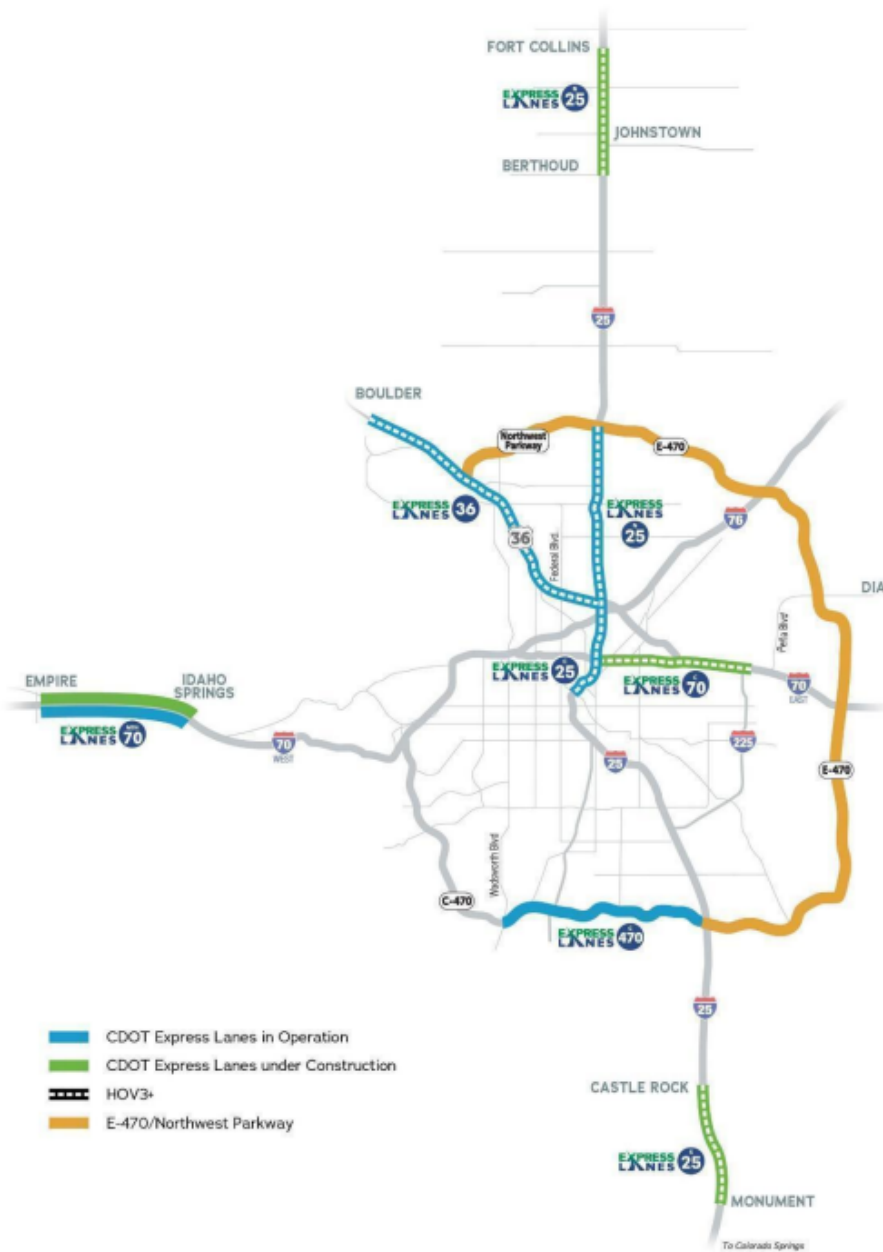 FORT COLLINS
EXPRESS
LANES
N
25
JOHNSTOWN
BERTHOUD
25
BOULDER
Northwest
Parkway
E-470
EXPRESS
LANES
36
36
Federal Blvd.
EXPRESS
LANES
25
76
DIA
Peña Blvd
EMPIRE
IDAHO
SPRINGS
EXPRESS
LANES
MTN
70
70
WEST
EXPRESS
LANES
C
25
EXPRESS
LANES
C
70
70
EAST
225
25
E-470
Wadsworth Blvd
C-470
EXPRESS
LANES
C
470
25
CDOT Express Lanes in Operation
CDOT Express Lanes under Construction
HOV3+
E-470/Northwest Parkway
CASTLE ROCK
EXPRESS
LANES
25
MONUMENT
To Colorado Springs